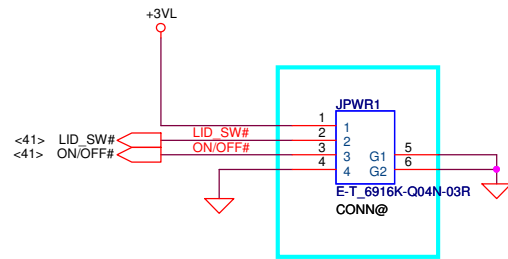 +3VL
JPWR1
1 1
<41> LID_SW# LID_SW# 2 2
<41> ON/OFF# ON/OFF# 3 3 G1 5
4 4 G2 6
E-T_6916K-Q04N-03R
CONN@